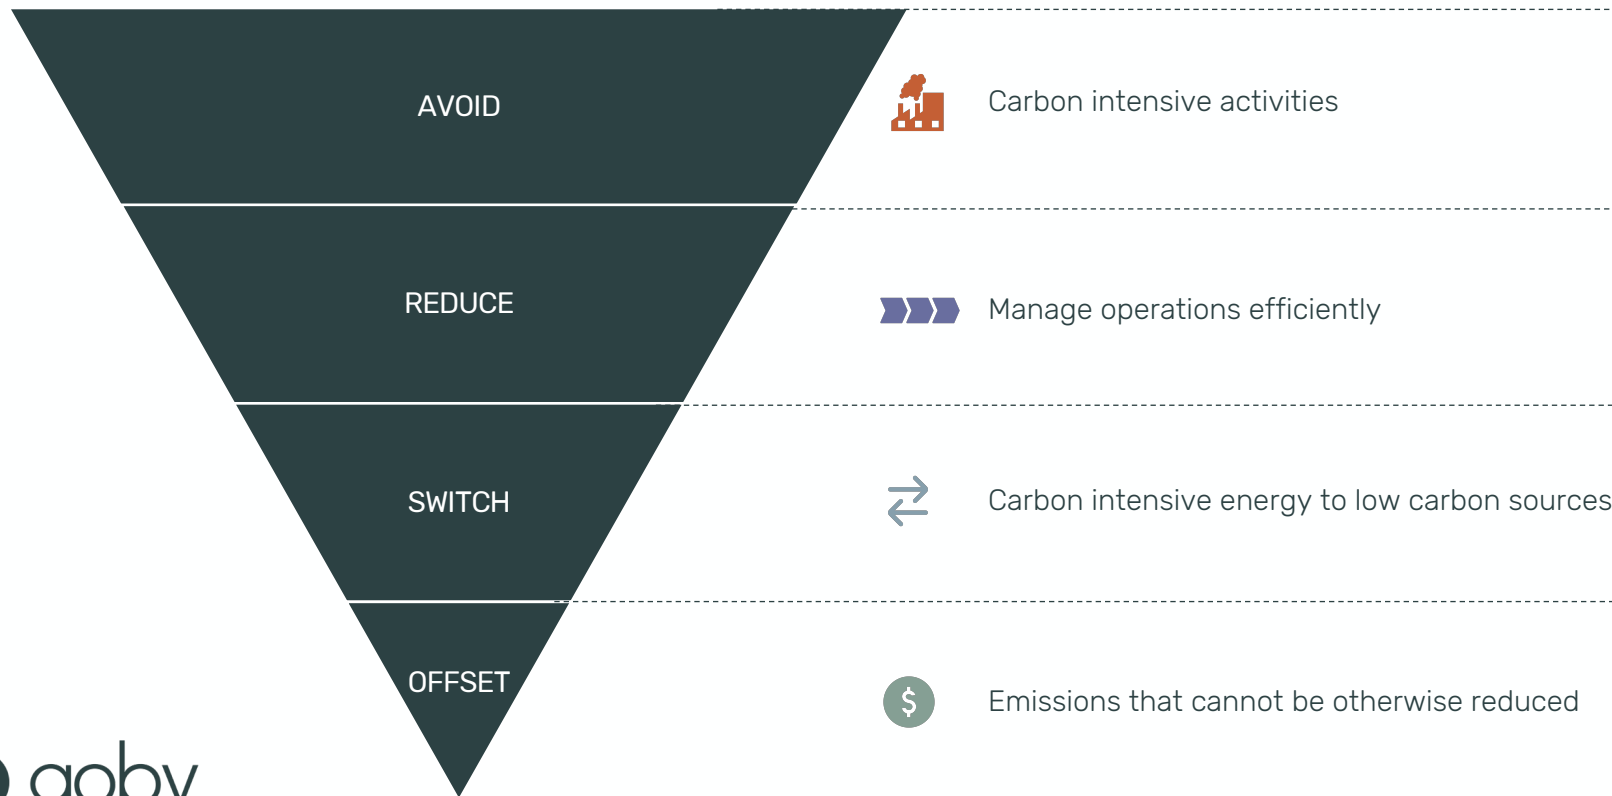 AVOID
Carbon intensive activities
REDUCE
Manage operations efficiently
SWITCH
Carbon intensive energy to low carbon sources
OFFSET
$
Emissions that cannot be otherwise reduced
goby